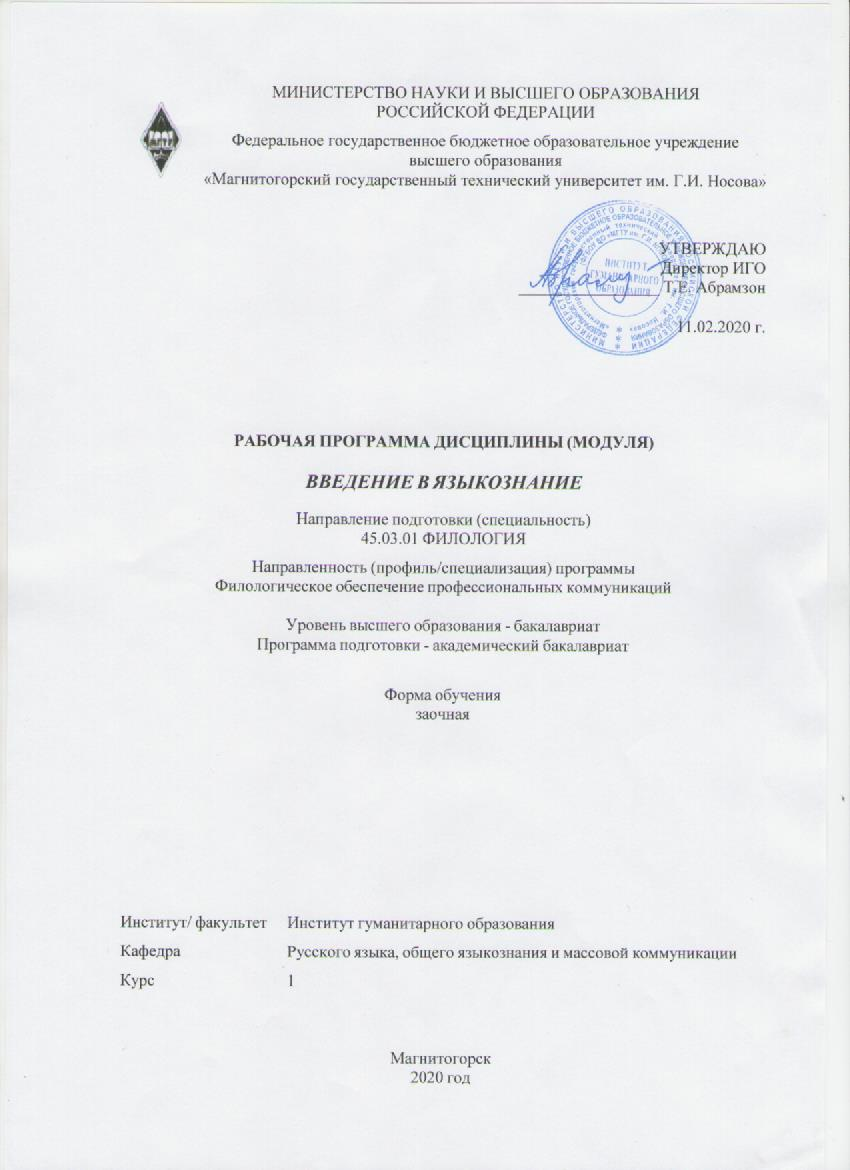 МИНИСТЕРСТВО НАУКИ И ВЫСШЕГО ОБРАЗОВАНИЯ
РОССИЙСКОЙ ФЕДЕРАЦИИ
Федеральное государственное бюджетное образовательное учреждение
высшего образования
«Магнитогорский государственный технический университет им. Г.И. Носова»
УТВЕРЖДАЮ
Директор ИГО
Т.Е. Абрамзон
11.02.2020 г.
ИНСТИТУТ
ГУМАНИТАРНОГО
ОБРАЗОВАНИЯ
РАБОЧАЯ ПРОГРАММА ДИСЦИПЛИНЫ (МОДУЛЯ)
ВВЕДЕНИЕ В ЯЗЫКОЗНАНИЕ
Направление подготовки (специальность)
45.03.01 ФИЛОЛОГИЯ
Направленность (профиль/специализация) программы
Филологическое обеспечение профессиональных коммуникаций
Уровень высшего образования - бакалавриат
Программа подготовки - академический бакалавриат
Форма обучения
заочная
Институт/ факультет Институт гуманитарного образования
Кафедра Русского языка, общего языкознания и массовой коммуникации
Курс 1
Магнитогорск
2020 год